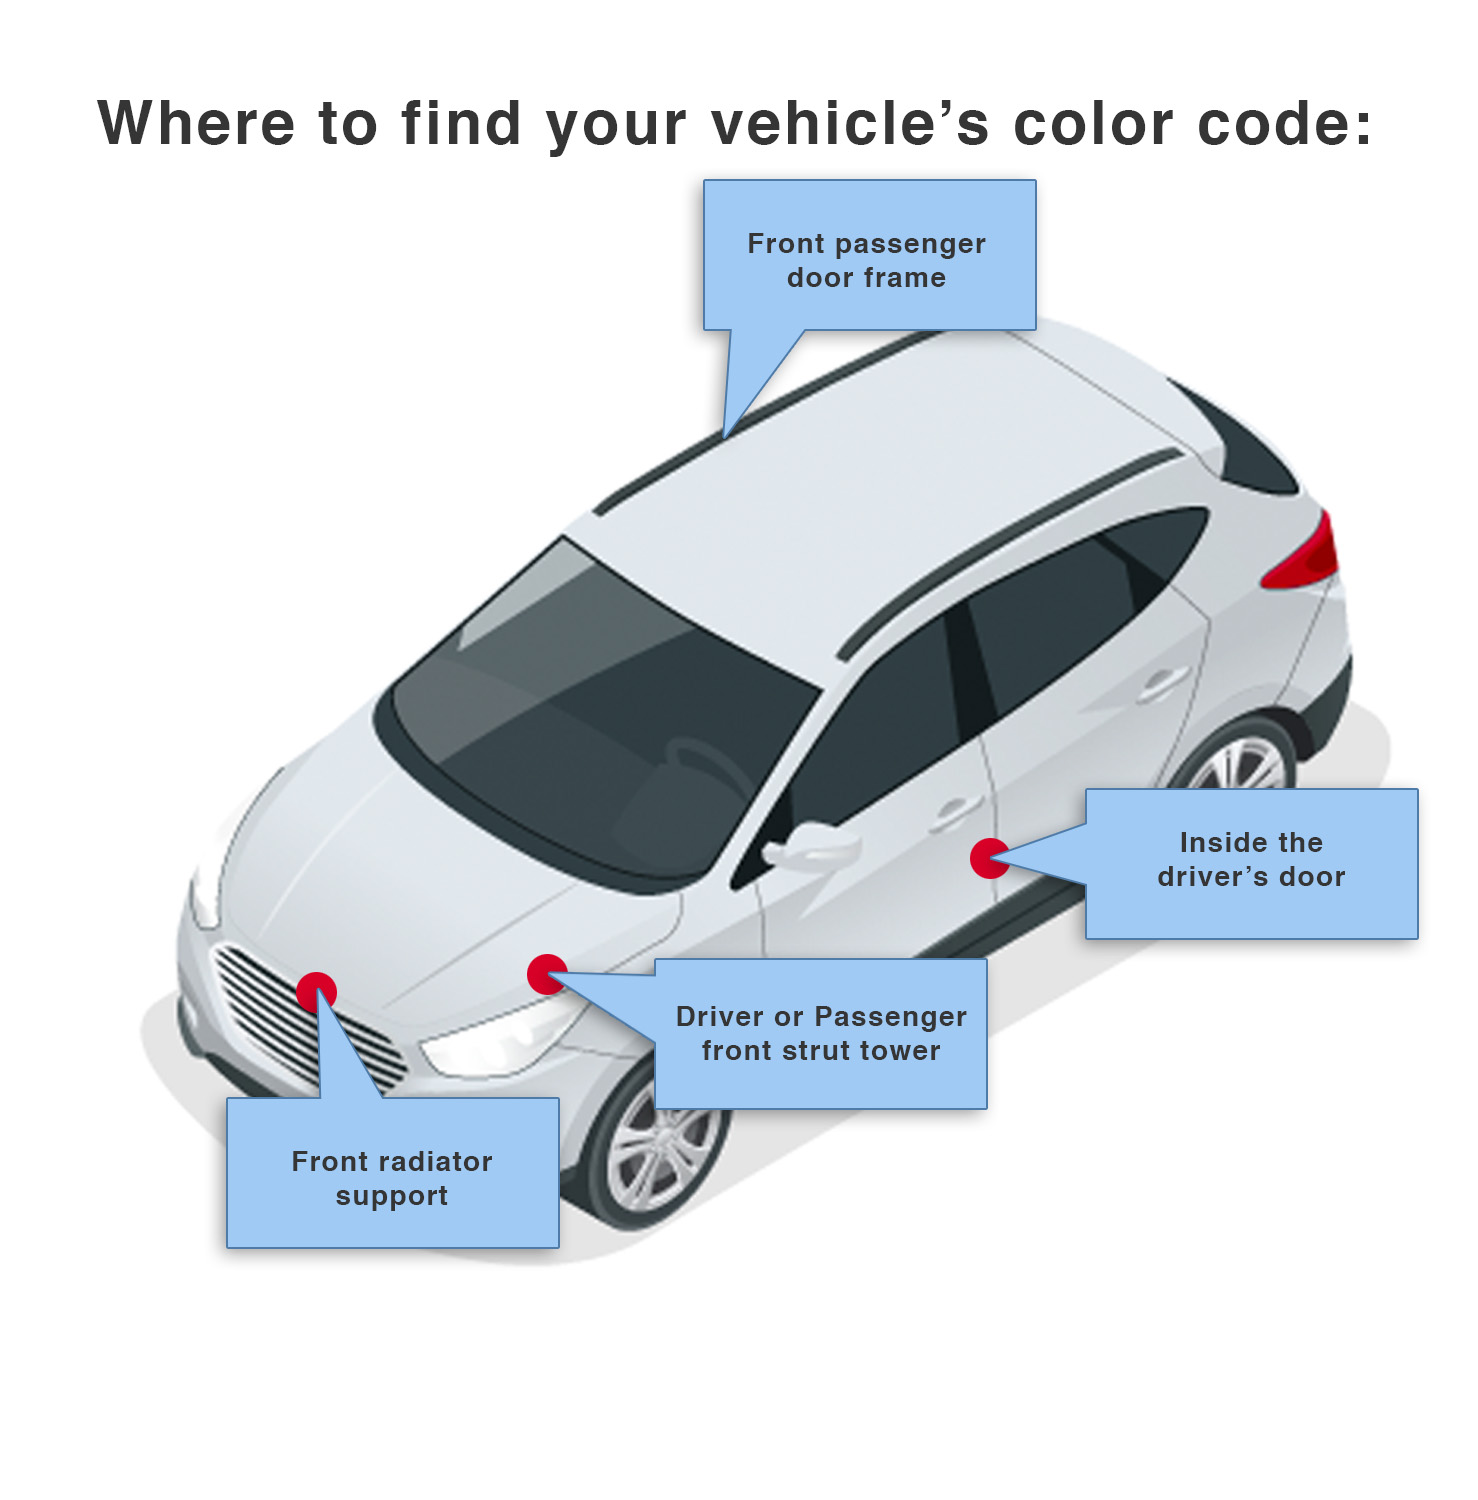 Where to find your vehicle’s color code:
Front passenger
door frame
Inside the
driver’s door
Driver or Passenger
front strut tower
Front radiator
support